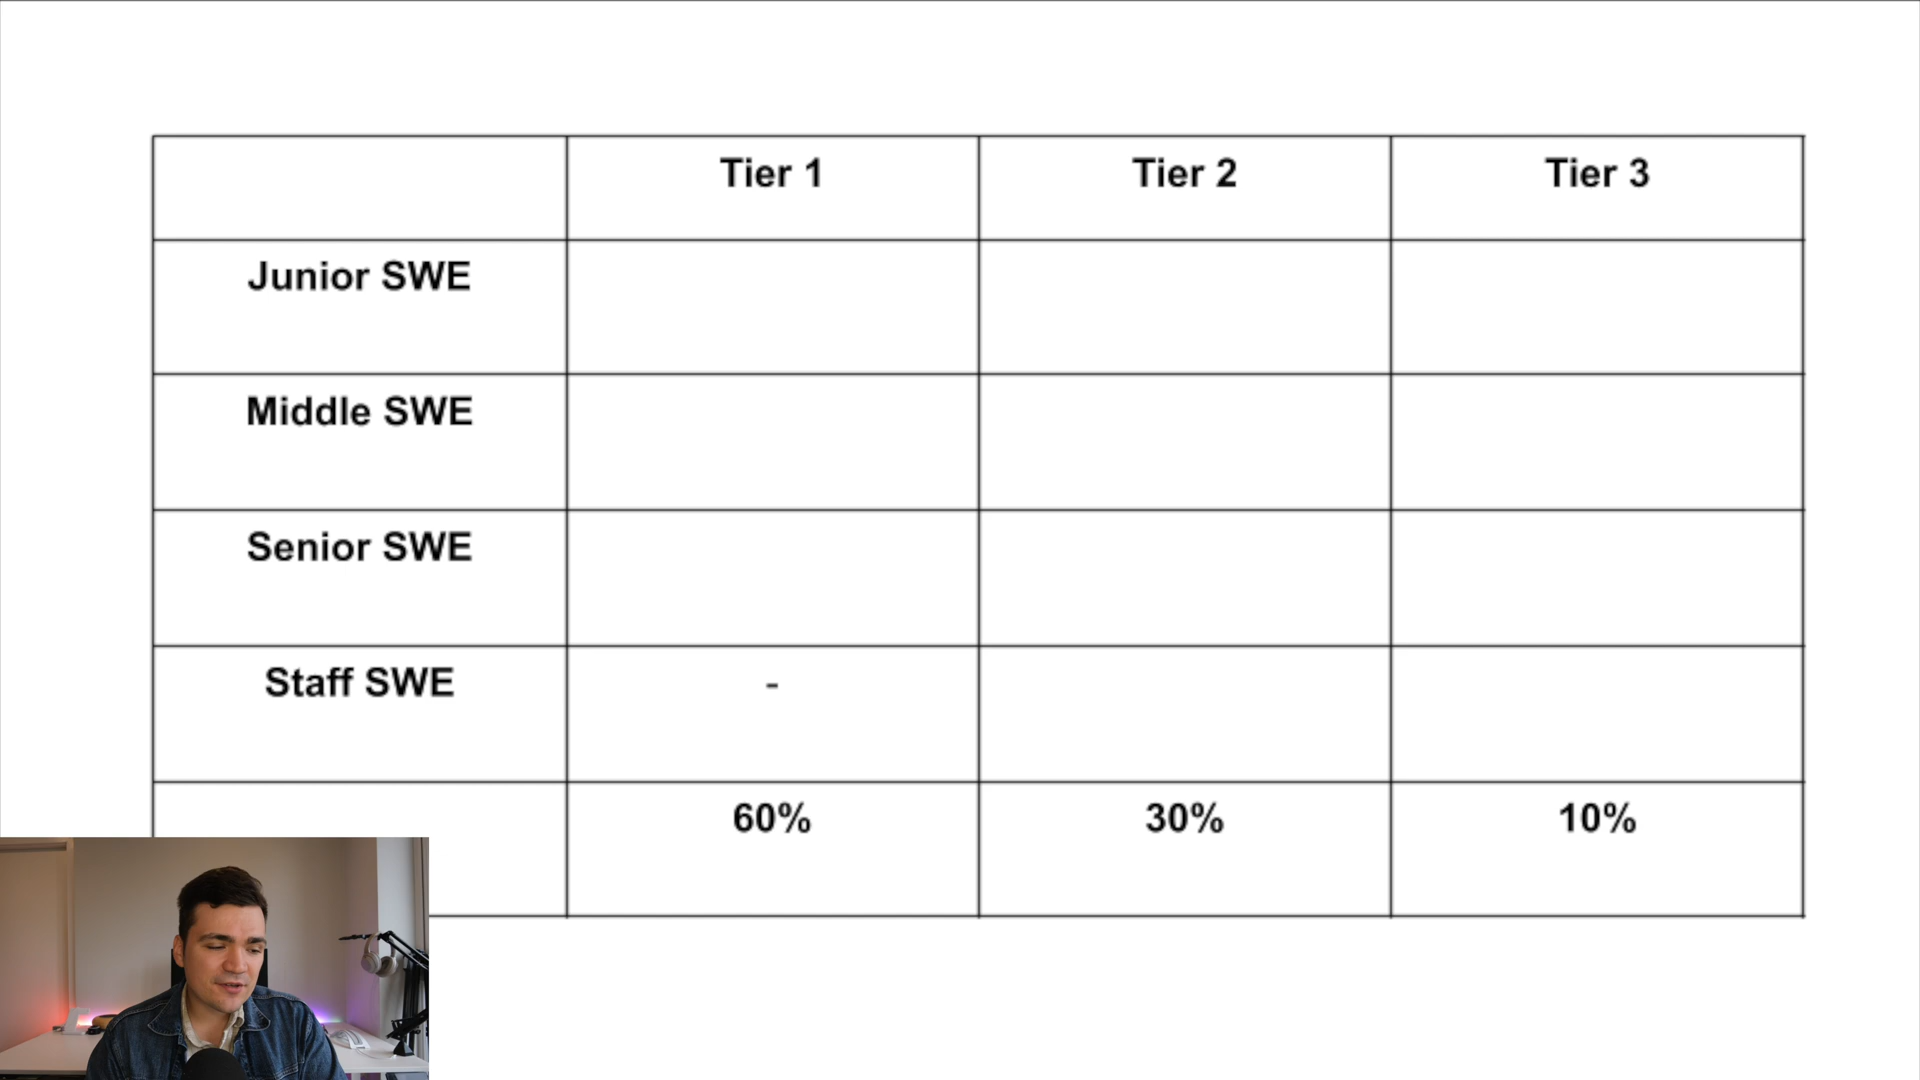 Tier 1 Tier 2 Tier 3
Junior SWE
Middle SWE
Senior SWE
Staff SWE -
60% 30% 10%